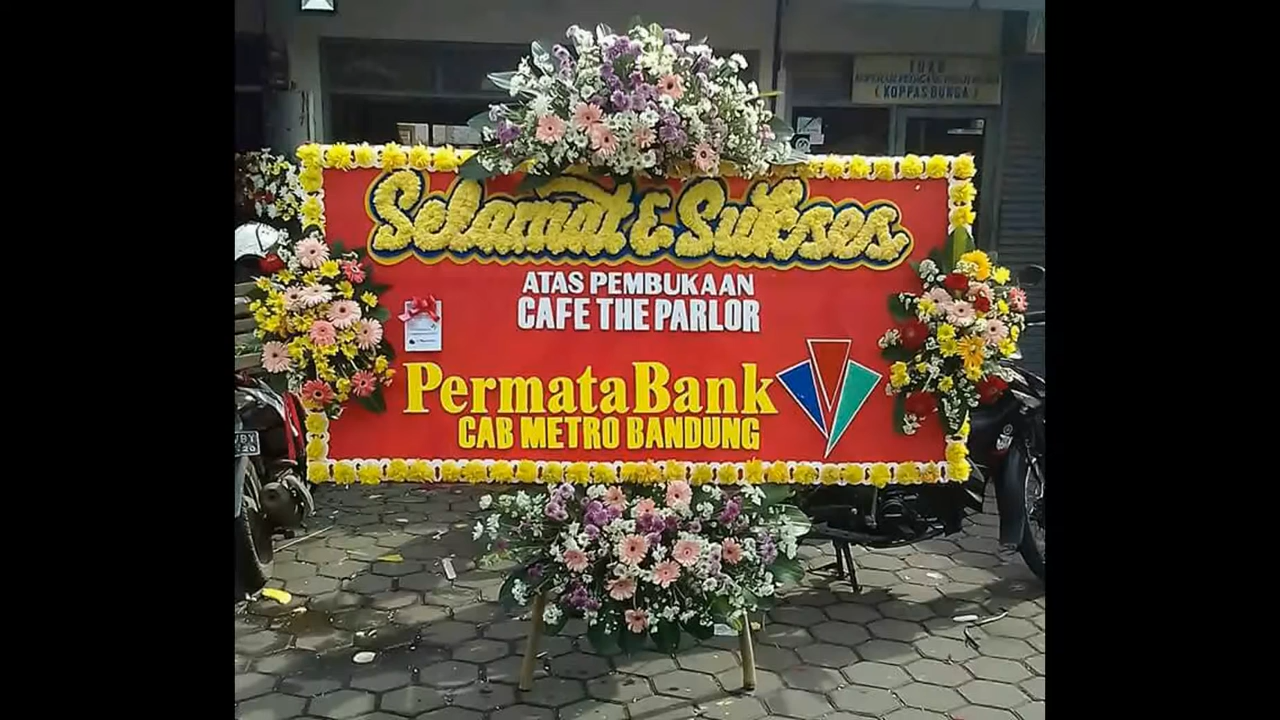 TOKO
(KOPPAS BUNGA)
Selamat & Sukses
ATAS PEMBUKAAN
CAFE THE PARLOR
PermataBank
CAB METRO BANDUNG